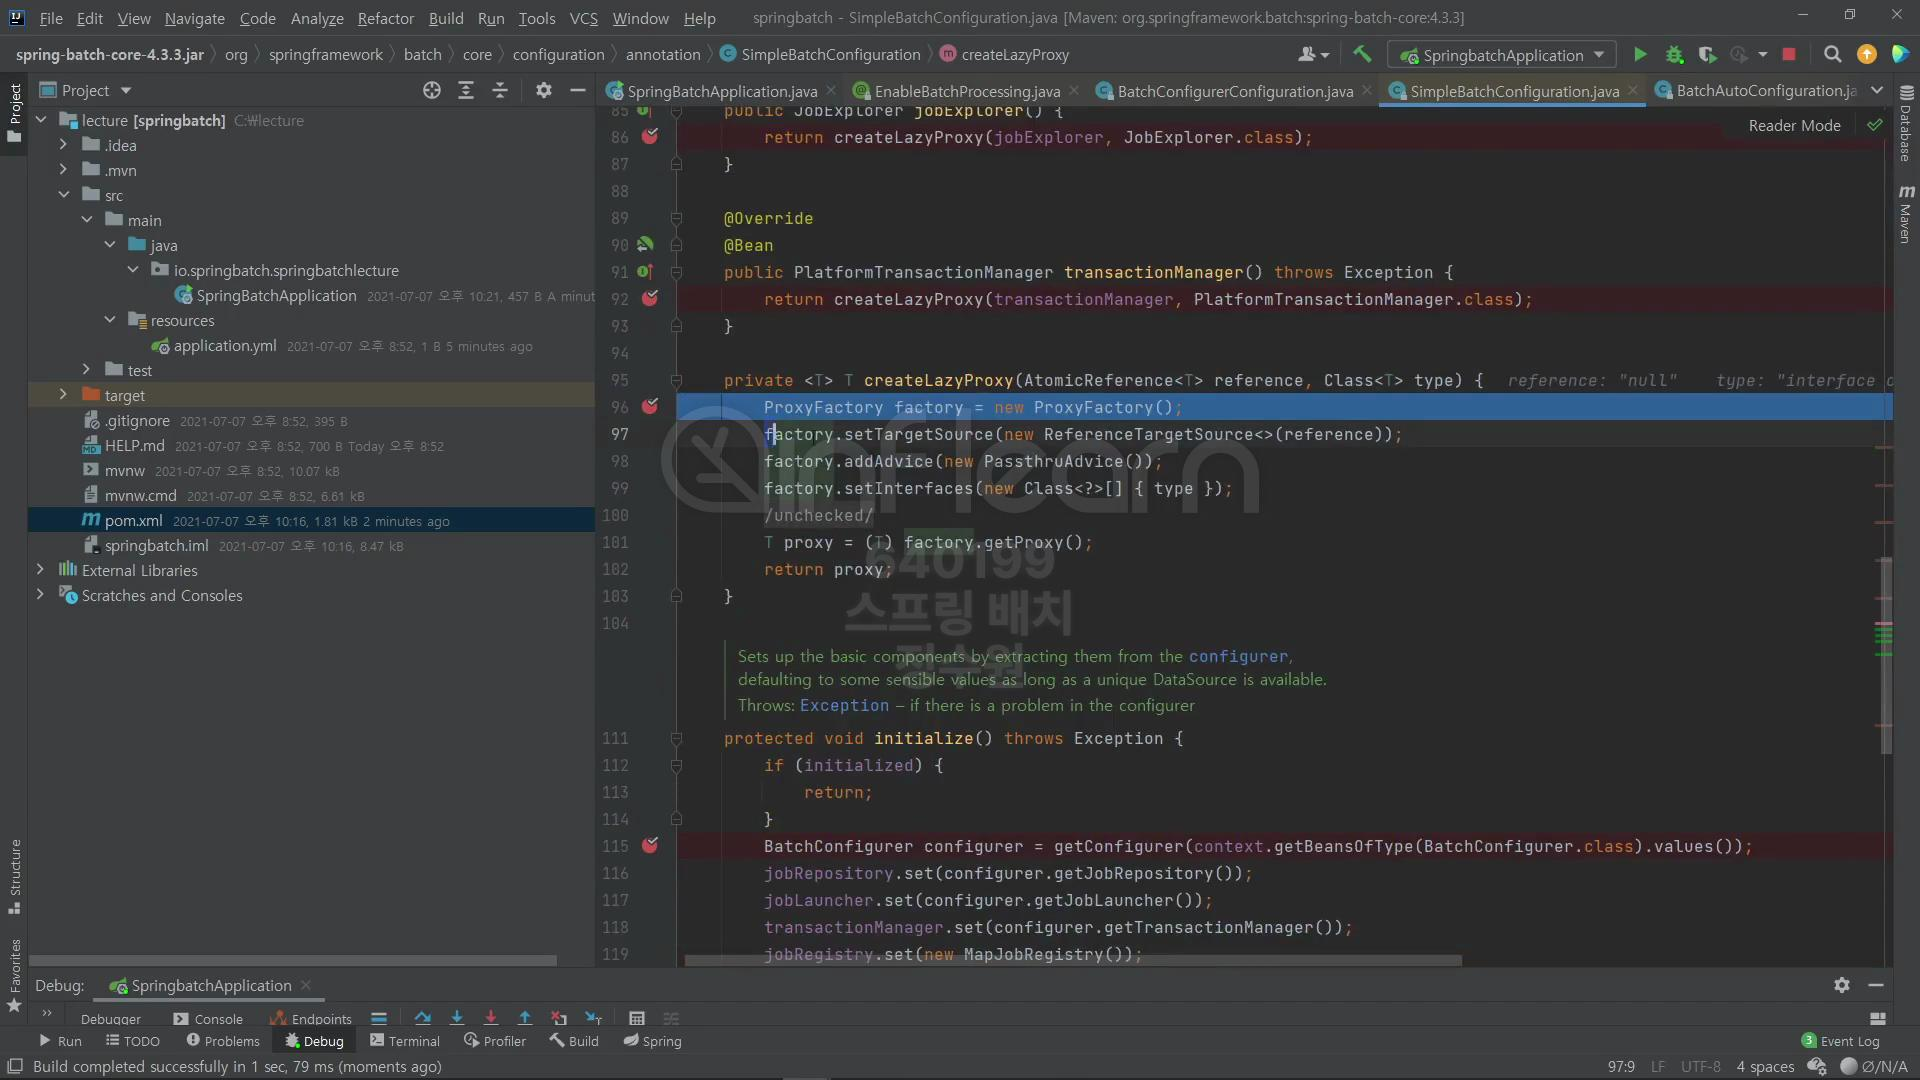 File Edit View Navigate Code Analyze Refactor Build Run Tools VCS Window Help springbatch - SimpleBatchConfiguration.java [Maven: org.springframework.batch:spring-batch-core:4.3.3]
spring-batch-core-4.3.3.jar org springframework batch core configuration annotation SimpleBatchConfiguration createLazyProxy SpringbatchApplication
Project
Project
SpringBatchApplication.java EnableBatchProcessing.java BatchConfigurerConfiguration.java SimpleBatchConfiguration.java BatchAutoConfiguration.ja
Reader Mode
Database
Maven
lecture [springbatch] C:₩lecture
.idea
.mvn
src
main
java
io.springbatch.springbatchlecture
SpringBatchApplication 2021-07-07 오후 10:21, 457 B A minut
resources
application.yml 2021-07-07 오후 8:52, 1 B 5 minutes ago
test
target
.gitignore 2021-07-07 오후 8:52, 395 B
HELP.md 2021-07-07 오후 8:52, 700 B Today 오후 8:52
mvnw 2021-07-07 오후 8:52, 10.07 kB
mvnw.cmd 2021-07-07 오후 8:52, 6.61 kB
pom.xml 2021-07-07 오후 10:16, 1.81 kB 2 minutes ago
springbatch.iml 2021-07-07 오후 10:16, 8.47 kB
External Libraries
Scratches and Consoles
85 public JobExplorer jobExplorer() {
86 return createLazyProxy(jobExplorer, JobExplorer.class);
87 }
88
89 @Override
90 @Bean
91 public PlatformTransactionManager transactionManager() throws Exception {
92 return createLazyProxy(transactionManager, PlatformTransactionManager.class);
93 }
94
95 private <T> T createLazyProxy(AtomicReference<T> reference, Class<T> type) { reference: "null" type: "interface o
96 ProxyFactory factory = new ProxyFactory();
97 factory.setTargetSource(new ReferenceTargetSource<>(reference));
98 factory.addAdvice(new PassthruAdvice());
99 factory.setInterfaces(new Class<?>[] { type });
100 /unchecked/
101 T proxy = (T) factory.getProxy();
102 return proxy;
103 }
104
Sets up the basic components by extracting them from the configurer,
defaulting to some sensible values as long as a unique DataSource is available.
Throws: Exception – if there is a problem in the configurer
111 protected void initialize() throws Exception {
112 if (initialized) {
113 return;
114 }
115 BatchConfigurer configurer = getConfigurer(context.getBeansOfType(BatchConfigurer.class).values());
116 jobRepository.set(configurer.getJobRepository());
117 jobLauncher.set(configurer.getJobLauncher());
118 transactionManager.set(configurer.getTransactionManager());
119 jobRegistry.set(new MapJobRegistry());
inflearn
640199
스프링 배치
정수원
Structure
Favorites
Debug: SpringbatchApplication
Debugger Console Endpoints
Run TODO Problems Debug Terminal Profiler Build Spring 3 Event Log
Build completed successfully in 1 sec, 79 ms (moments ago) 97:9 LF UTF-8 4 spaces Ø/N/A